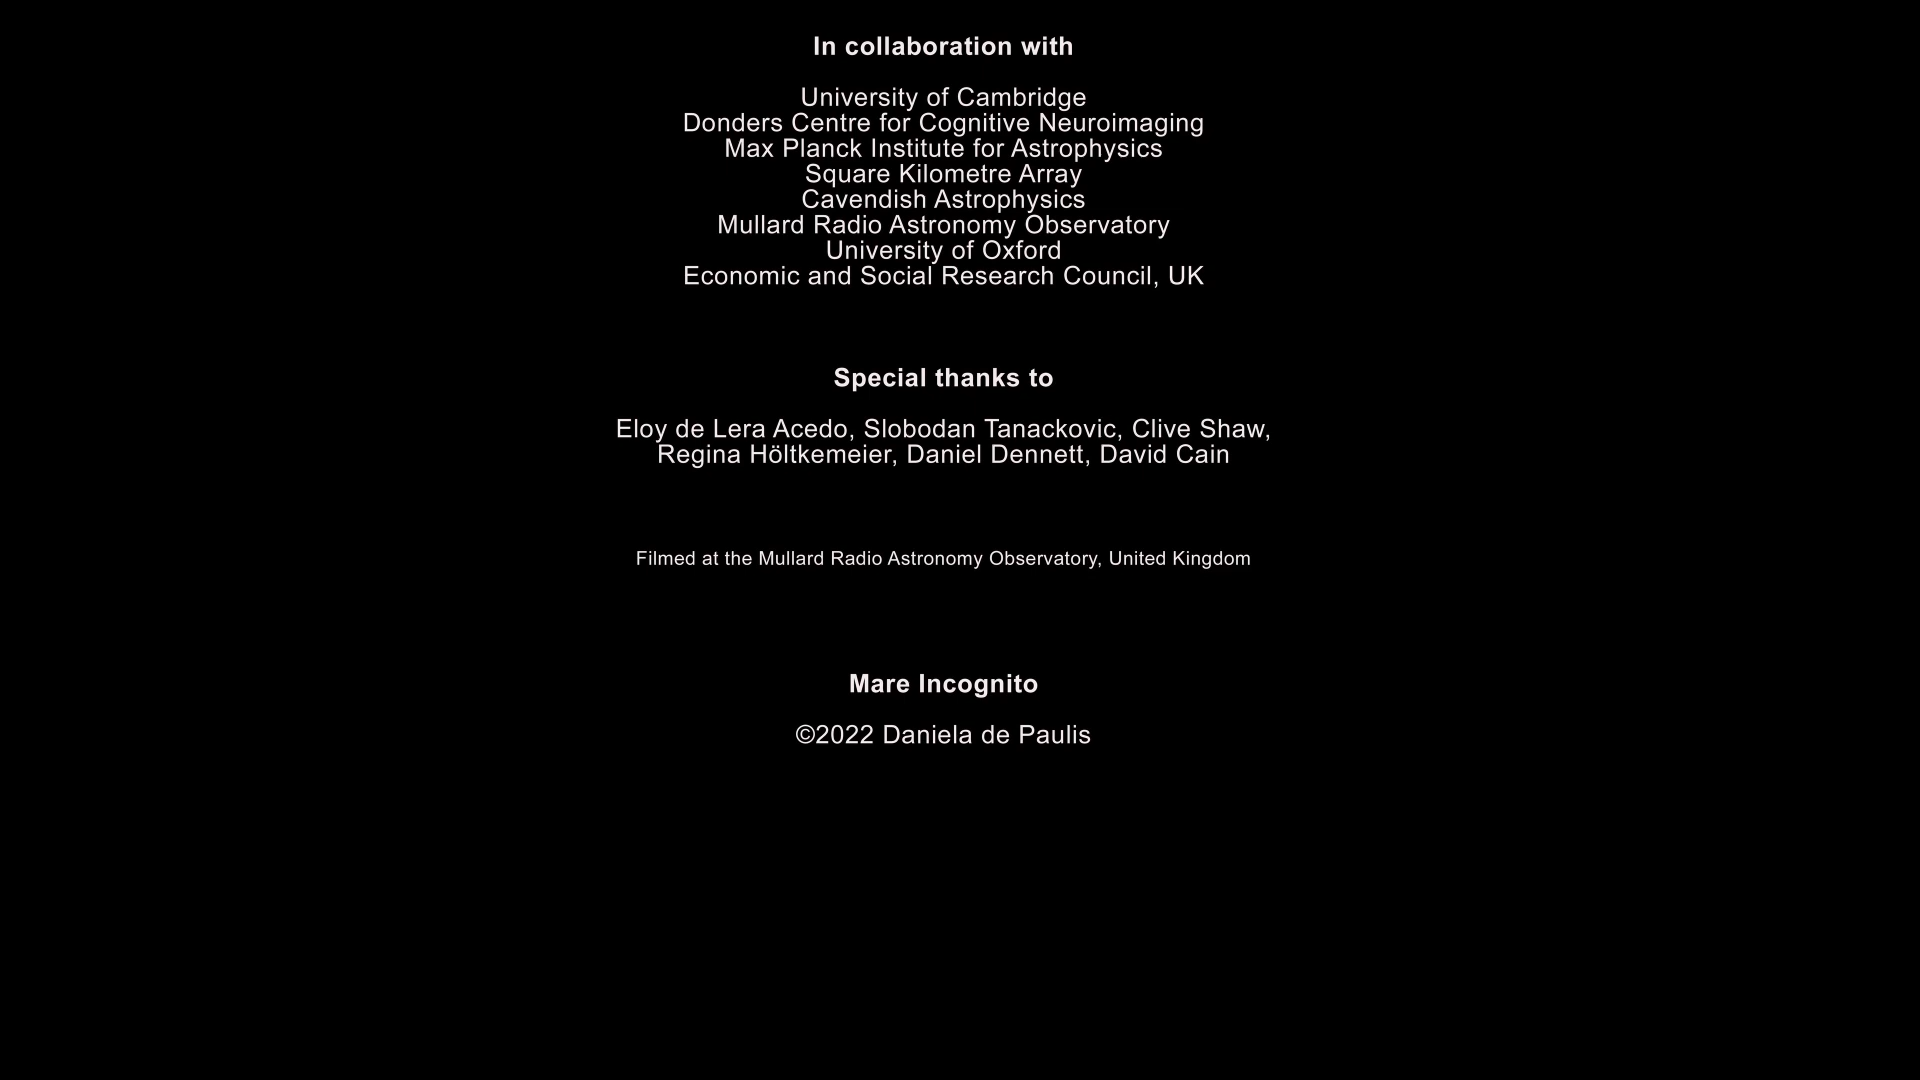 In collaboration with
University of Cambridge
Donders Centre for Cognitive Neuroimaging
Max Planck Institute for Astrophysics
Square Kilometre Array
Cavendish Astrophysics
Mullard Radio Astronomy Observatory
University of Oxford
Economic and Social Research Council, UK
Special thanks to
Eloy de Lera Acedo, Slobodan Tanackovic, Clive Shaw,
Regina Höltkemeier, Daniel Dennett, David Cain
Filmed at the Mullard Radio Astronomy Observatory, United Kingdom
Mare Incognito
©2022 Daniela de Paulis